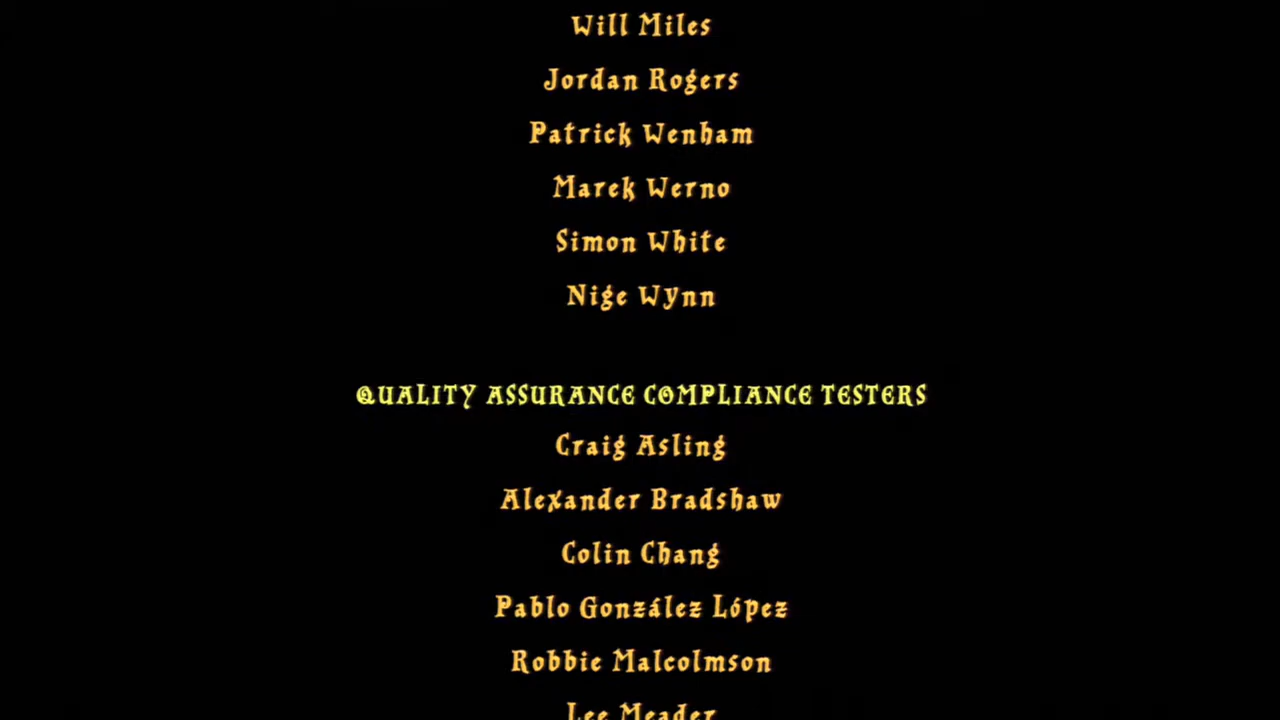 Will Miles
Jordan Rogers
Patrick Wenham
Marek Werno
Simon White
Nige Wynn
QUALITY ASSURANCE COMPLIANCE TESTERS
Craig Asling
Alexander Bradshaw
Colin Chang
Pablo González López
Robbie Malcolmson
Lee Meader